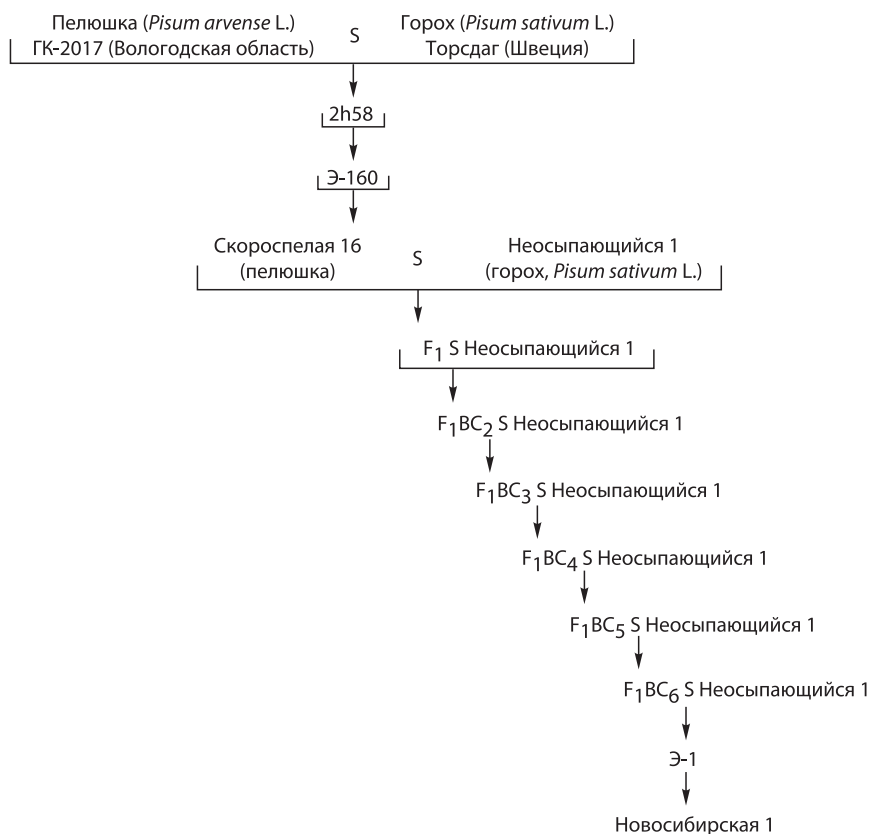 Пелюшка (Pisum arvense L.) S Горох (Pisum sativum L.)
ГК-2017 (Вологодская область) Торсдаг (Швеция)
2h58
Э-160
Скороспелая 16 S Неосыпающийся 1
(пелюшка) (горох, Pisum sativum L.)
F1 S Неосыпающийся 1
F1BC2 S Неосыпающийся 1
F1BC3 S Неосыпающийся 1
F1BC4 S Неосыпающийся 1
F1BC5 S Неосыпающийся 1
F1BC6 S Неосыпающийся 1
Э-1
Новосибирская 1